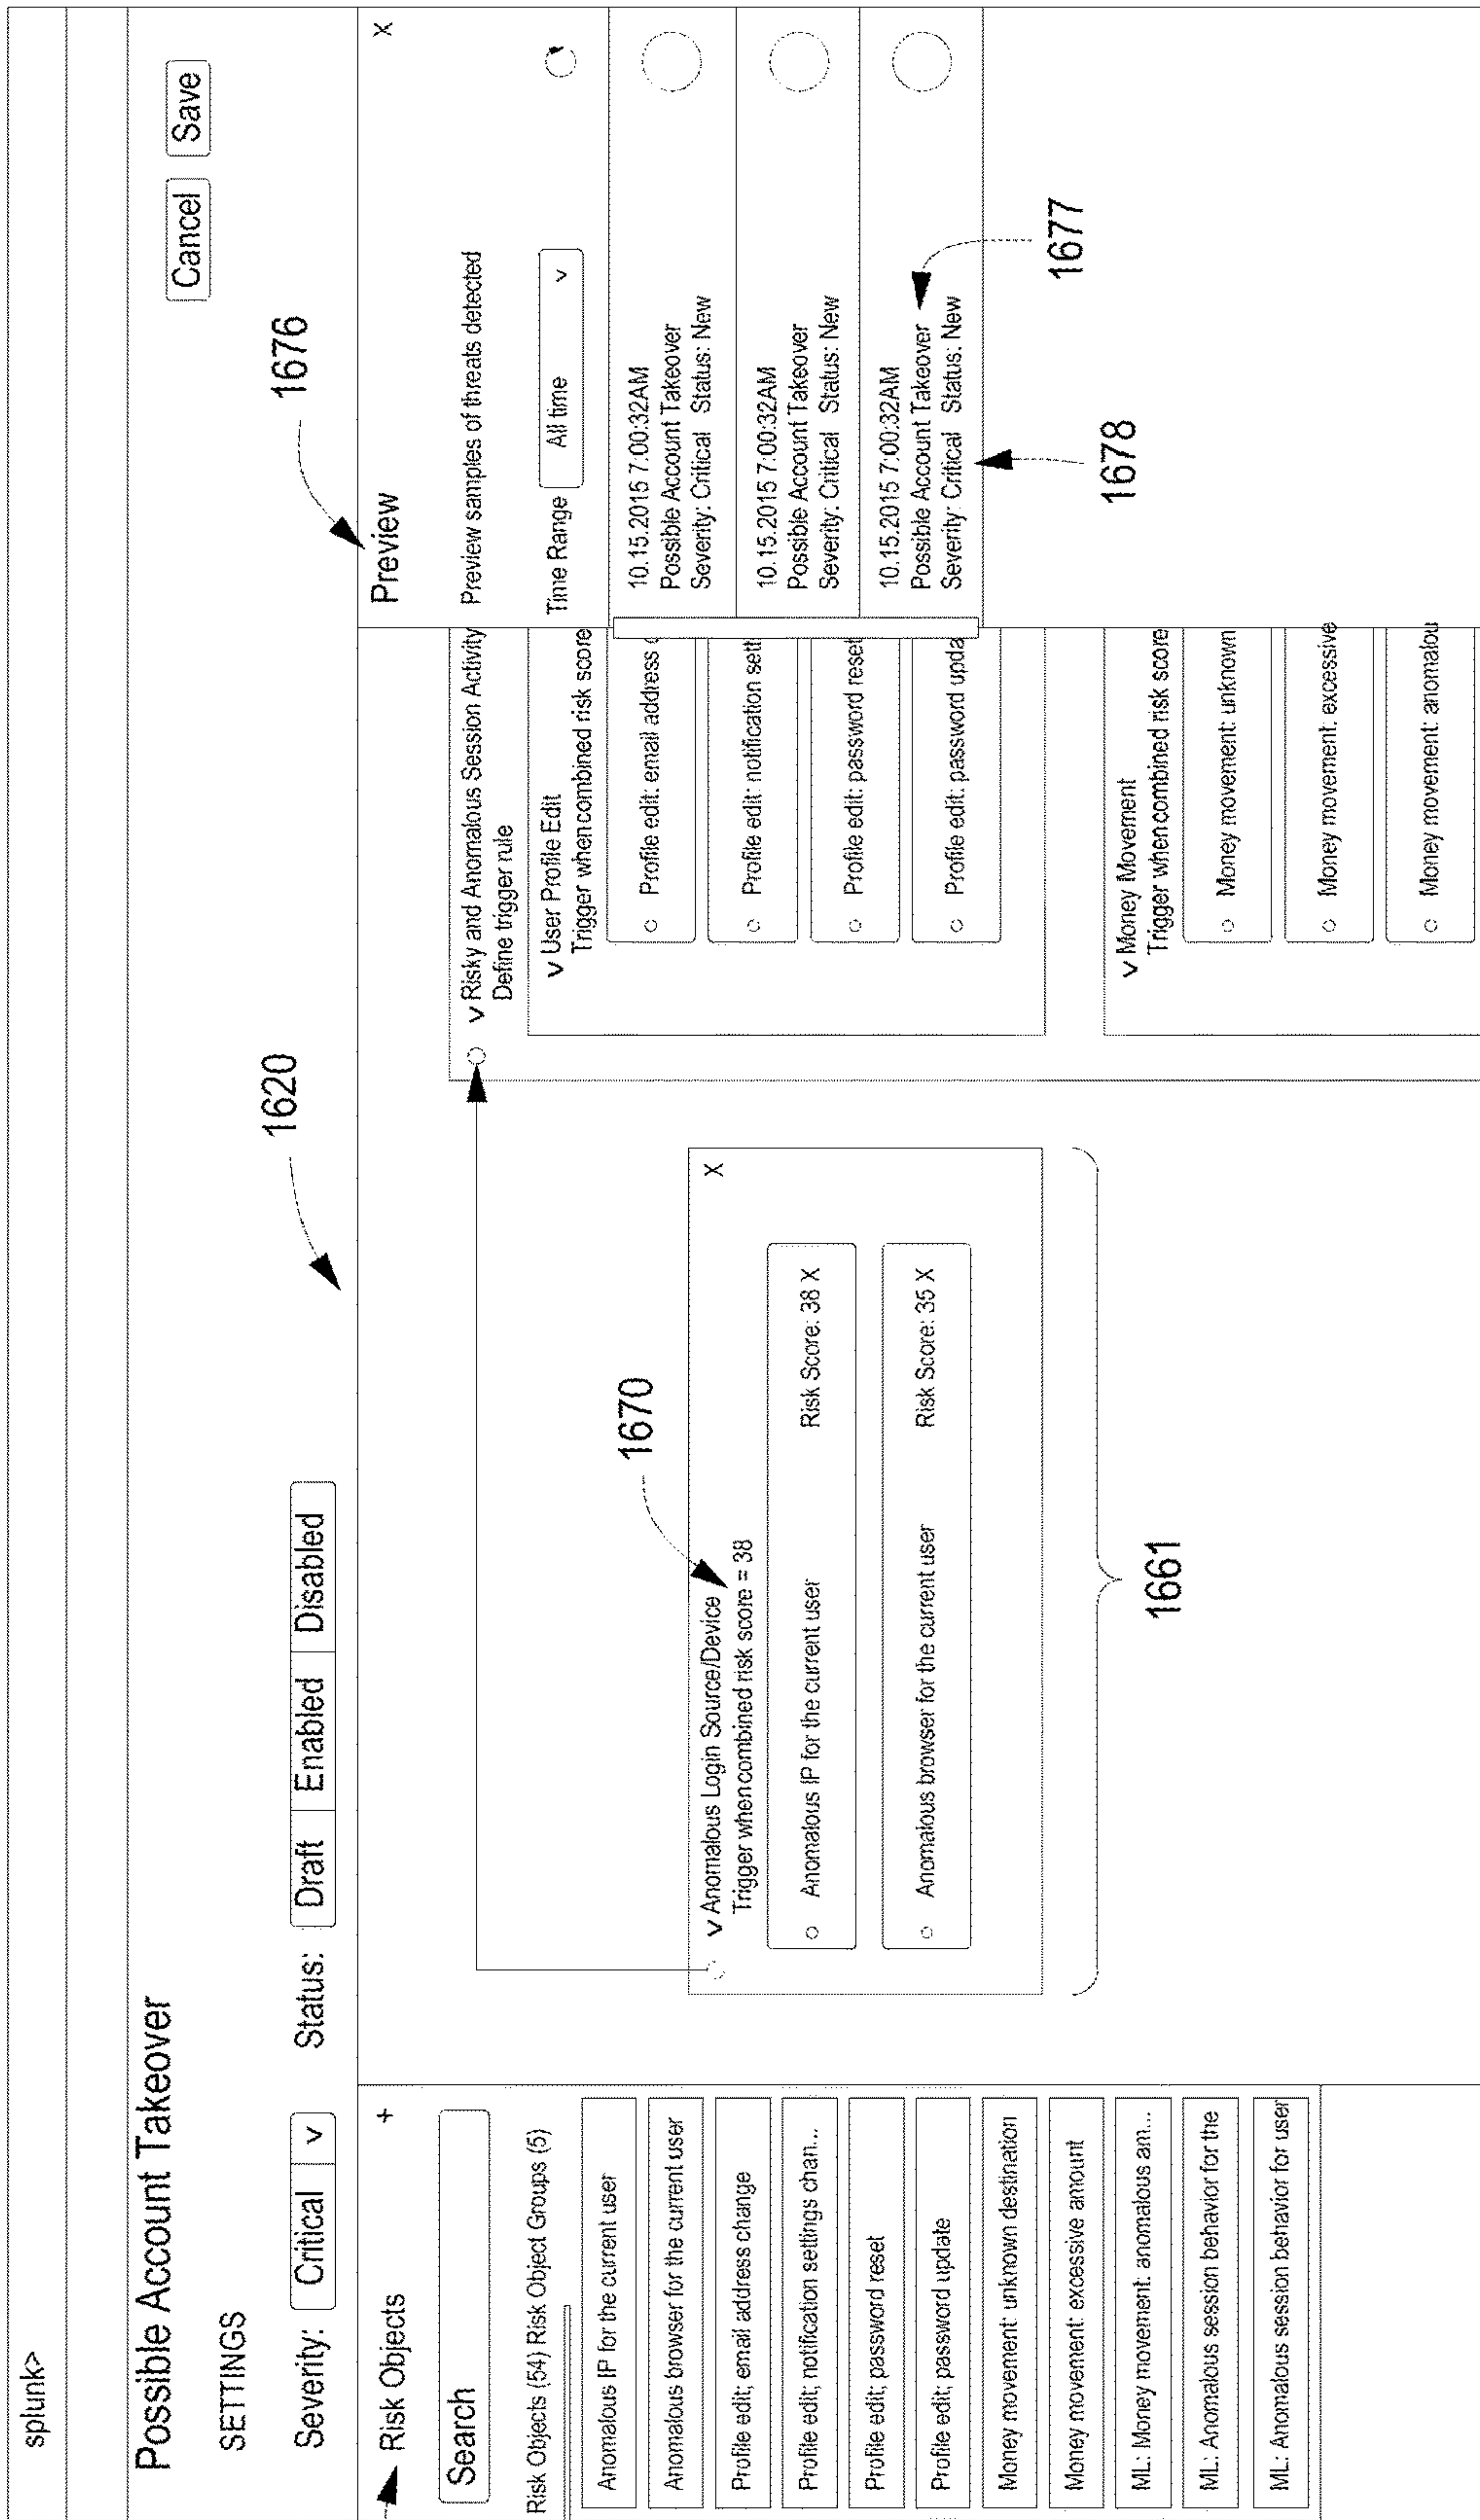 splunk>
Possible Account Takeover
Cancel Save
SETTINGS
Severity: Critical v Status: Draft Enabled Disabled
1620
1676
Risk Objects +
Search
Risk Objects (54) Risk Object Groups (5)
Anomalous IP for the current user
Anomalous browser for the current user
Profile edit; email address change
Profile edit; notification settings chan...
Profile edit; password reset
Profile edit; password update
Money movement: unknown destination
Money movement: excessive amount
ML: Money movement: anomalous am...
ML: Anomalous session behavior for the
ML: Anomalous session behavior for user
1670
v Anomalous Login Source/Device X
Trigger when combined risk score = 38
Anomalous IP for the current user Risk Score: 38 X
Anomalous browser for the current user Risk Score: 35 X
1661
v Risky and Anomalous Session Activity
Define trigger rule
v User Profile Edit
Trigger when combined risk score
Profile edit: email address
Profile edit: notification sett
Profile edit: password reset
Profile edit: password upda
v Money Movement
Trigger when combined risk score
Money movement: unknown
Money movement: excessive
Money movement: anomalou
Preview X
Preview samples of threats detected
Time Range All time v
10.15.2015 7:00:32AM
Possible Account Takeover
Severity: Critical Status: New
10.15.2015 7:00:32AM
Possible Account Takeover
Severity: Critical Status: New
10.15.2015 7:00:32AM
Possible Account Takeover
Severity: Critical Status: New
1677
1678